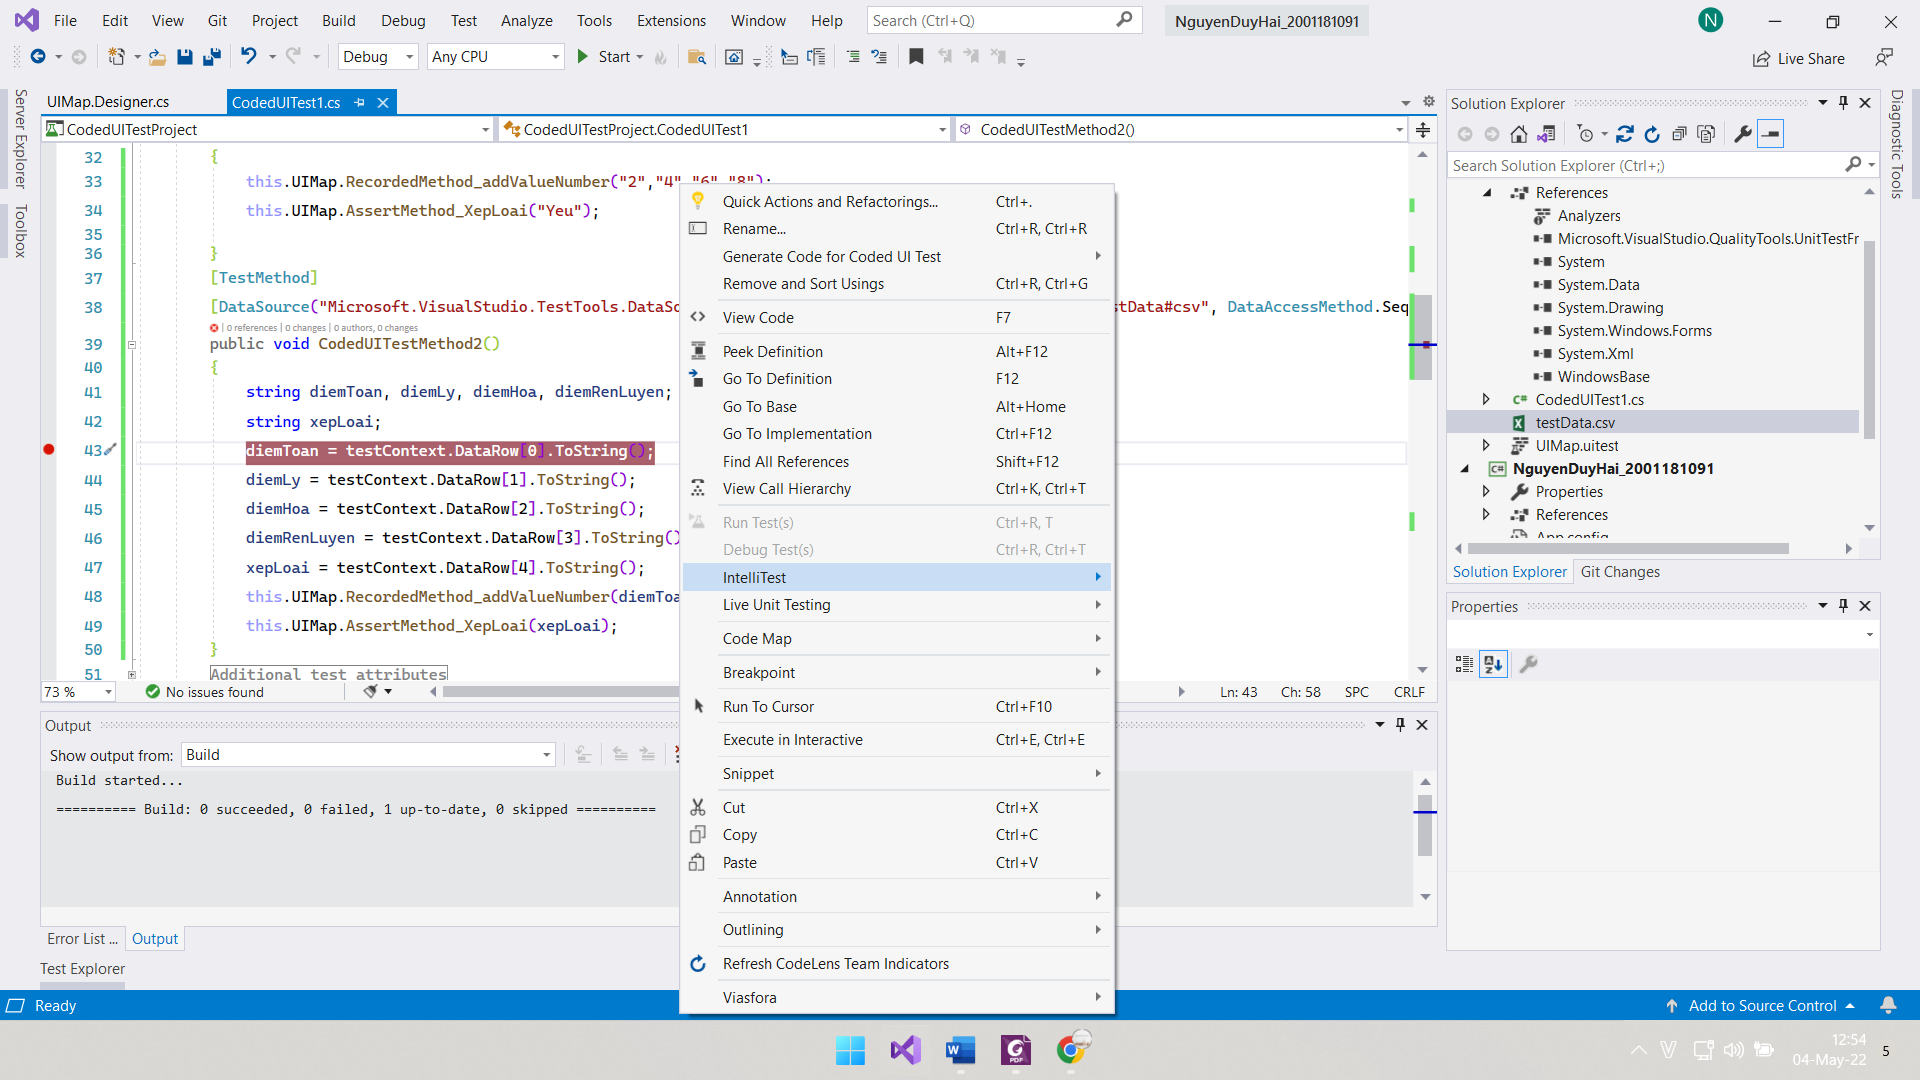 File Edit View Git Project Build Debug Test Analyze Tools Extensions Window Help Search (Ctrl+Q) NguyenDuyHai_2001181091 N
Debug Any CPU Start Live Share
Server Explorer
Toolbox
UIMap.Designer.cs CodedUITest1.cs
CodedUITestProject CodedUITestProject.CodedUITest1 CodedUITestMethod2()
32 {
33 this.UIMap.RecordedMethod_addValueNumber("2","4","6","8");
34 this.UIMap.AssertMethod_XepLoai("Yeu");
35
36 }
37 [TestMethod]
38 [DataSource("Microsoft.VisualStudio.TestTools.DataSo stData#csv", DataAccessMethod.Seq
0 references | 0 changes | 0 authors, 0 changes
39 public void CodedUITestMethod2()
40 {
41 string diemToan, diemLy, diemHoa, diemRenLuyen;
42 string xepLoai;
43 diemToan = testContext.DataRow[0].ToString();
44 diemLy = testContext.DataRow[1].ToString();
45 diemHoa = testContext.DataRow[2].ToString();
46 diemRenLuyen = testContext.DataRow[3].ToString()
47 xepLoai = testContext.DataRow[4].ToString();
48 this.UIMap.RecordedMethod_addValueNumber(diemToa
49 this.UIMap.AssertMethod_XepLoai(xepLoai);
50 }
51 Additional test attributes
73 % No issues found Ln: 43 Ch: 58 SPC CRLF
Quick Actions and Refactorings... Ctrl+.
Rename... Ctrl+R, Ctrl+R
Generate Code for Coded UI Test
Remove and Sort Usings Ctrl+R, Ctrl+G
View Code F7
Peek Definition Alt+F12
Go To Definition F12
Go To Base Alt+Home
Go To Implementation Ctrl+F12
Find All References Shift+F12
View Call Hierarchy Ctrl+K, Ctrl+T
Run Test(s) Ctrl+R, T
Debug Test(s) Ctrl+R, Ctrl+T
IntelliTest
Live Unit Testing
Code Map
Breakpoint
Run To Cursor Ctrl+F10
Execute in Interactive Ctrl+E, Ctrl+E
Snippet
Cut Ctrl+X
Copy Ctrl+C
Paste Ctrl+V
Annotation
Outlining
Refresh CodeLens Team Indicators
Viasfora
Output
Show output from: Build
Build started...
========== Build: 0 succeeded, 0 failed, 1 up-to-date, 0 skipped ==========
Error List ... Output
Test Explorer
Solution Explorer
Search Solution Explorer (Ctrl+;)
References
Analyzers
Microsoft.VisualStudio.QualityTools.UnitTestFr
System
System.Data
System.Drawing
System.Windows.Forms
System.Xml
WindowsBase
CodedUITest1.cs
testData.csv
UIMap.uitest
NguyenDuyHai_2001181091
Properties
References
App.config
Solution Explorer Git Changes
Properties
Diagnostic Tools
Ready Add to Source Control
12:54
04-May-22 5